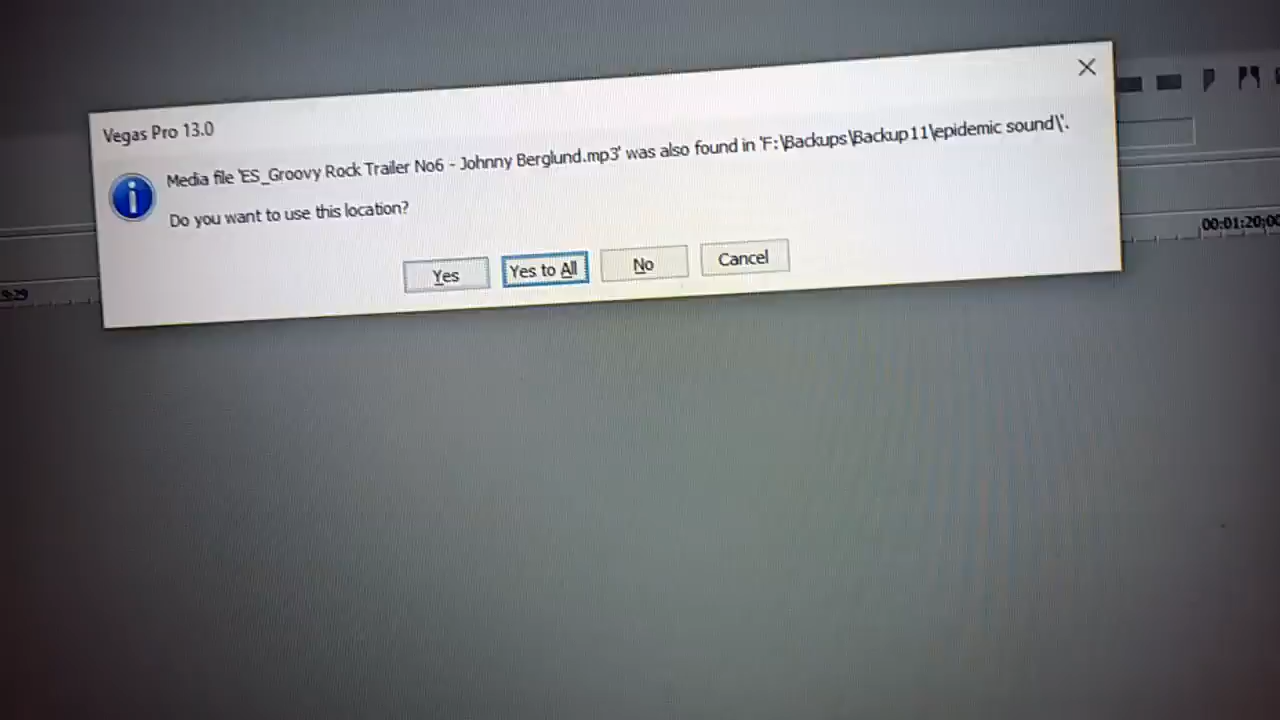 Vegas Pro 13.0
Media file 'ES_Groovy Rock Trailer No6 - Johnny Berglund.mp3' was also found in 'F:\Backups\Backup11\epidemic sound\'.
Do you want to use this location?
Yes
Yes to All
No
Cancel
00:01:20;00
9:29